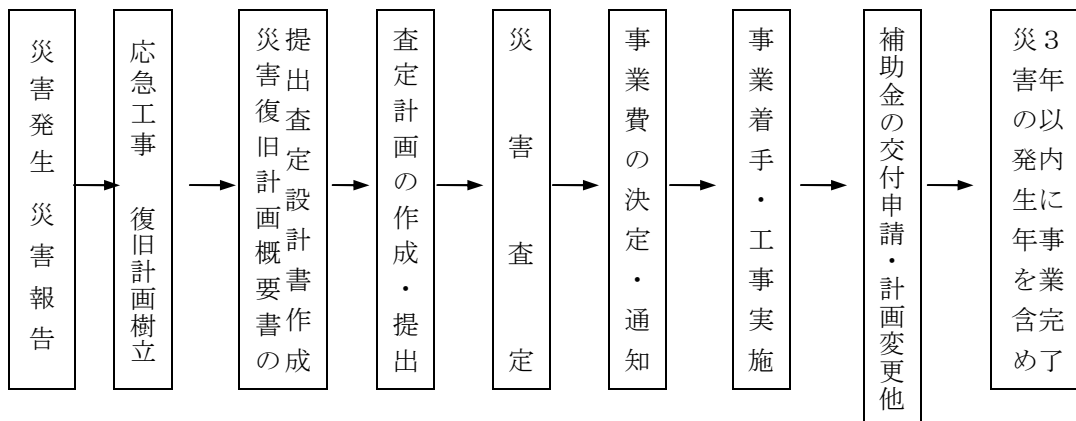 災害発生 災害報告
応急工事 復旧計画樹立
災害復旧計画概要書の
提出査定設計書作成
査定計画の作成・提出
災害査定
事業費の決定・通知
事業着手・工事実施
補助金の交付申請・計画変更他
災害の発生年を含め
3年以内に事業完了